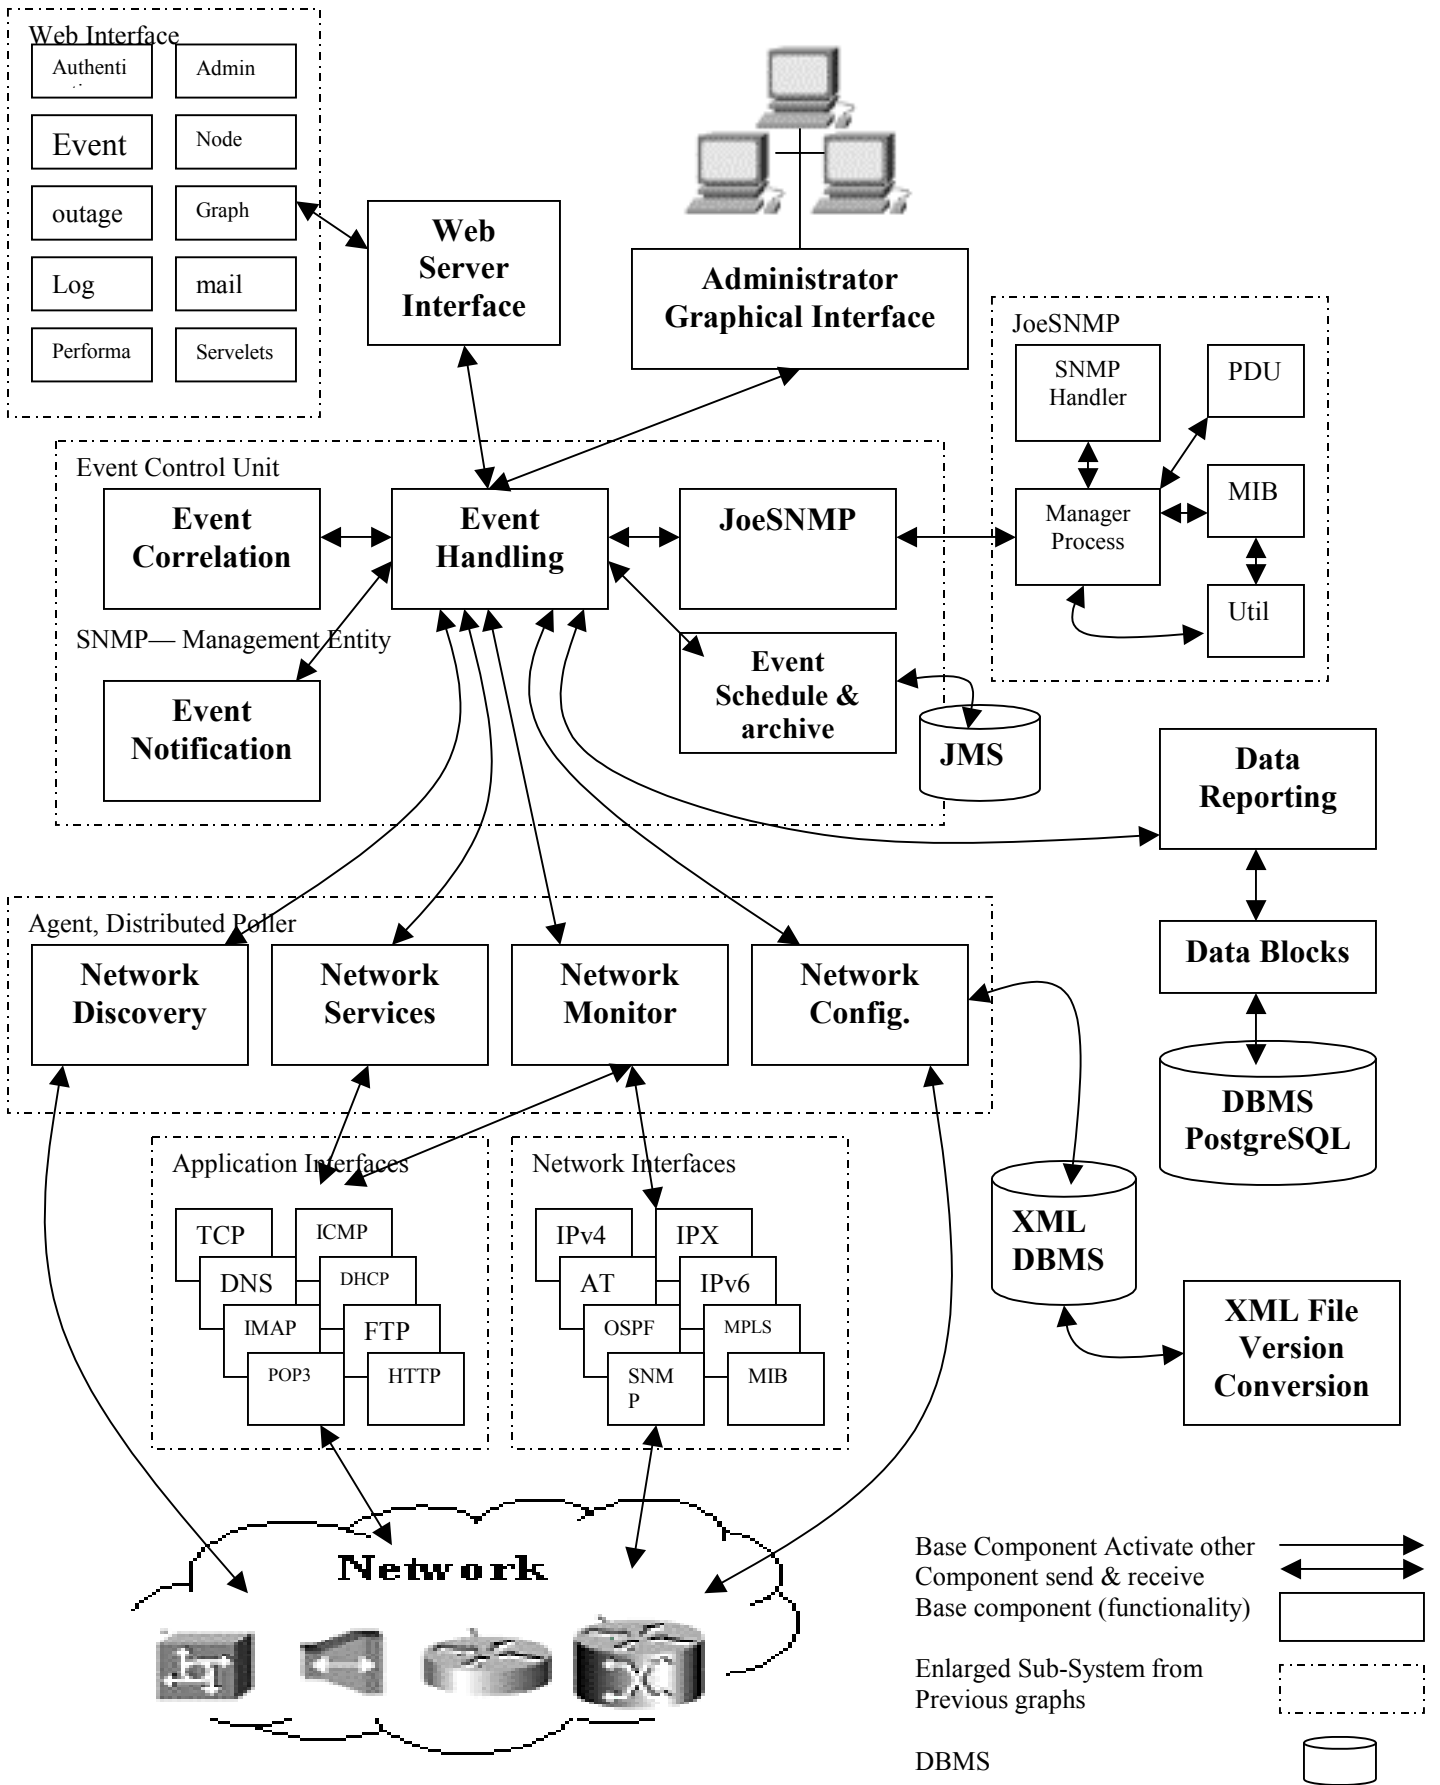 Web Interface
Authenti
Admin
Event
Node
outage
Graph
Log
mail
Performa
Servelets
Web
Server
Interface
Administrator
Graphical Interface
JoeSNMP
SNMP
Handler
PDU
Manager
Process
MIB
Util
Event Control Unit
Event
Correlation
Event
Handling
JoeSNMP
SNMP— Management Entity
Event
Notification
Event
Schedule &
archive
JMS
Data
Reporting
Data Blocks
DBMS
PostgreSQL
Agent, Distributed Poller
Network
Discovery
Network
Services
Network
Monitor
Network
Config.
Application Interfaces
TCP
ICMP
DNS
DHCP
IMAP
FTP
POP3
HTTP
Network Interfaces
IPv4
IPX
AT
IPv6
OSPF
MPLS
SNM
P
MIB
XML
DBMS
XML File
Version
Conversion
Network
Base Component Activate other
Component send & receive
Base component (functionality)
Enlarged Sub-System from
Previous graphs
DBMS